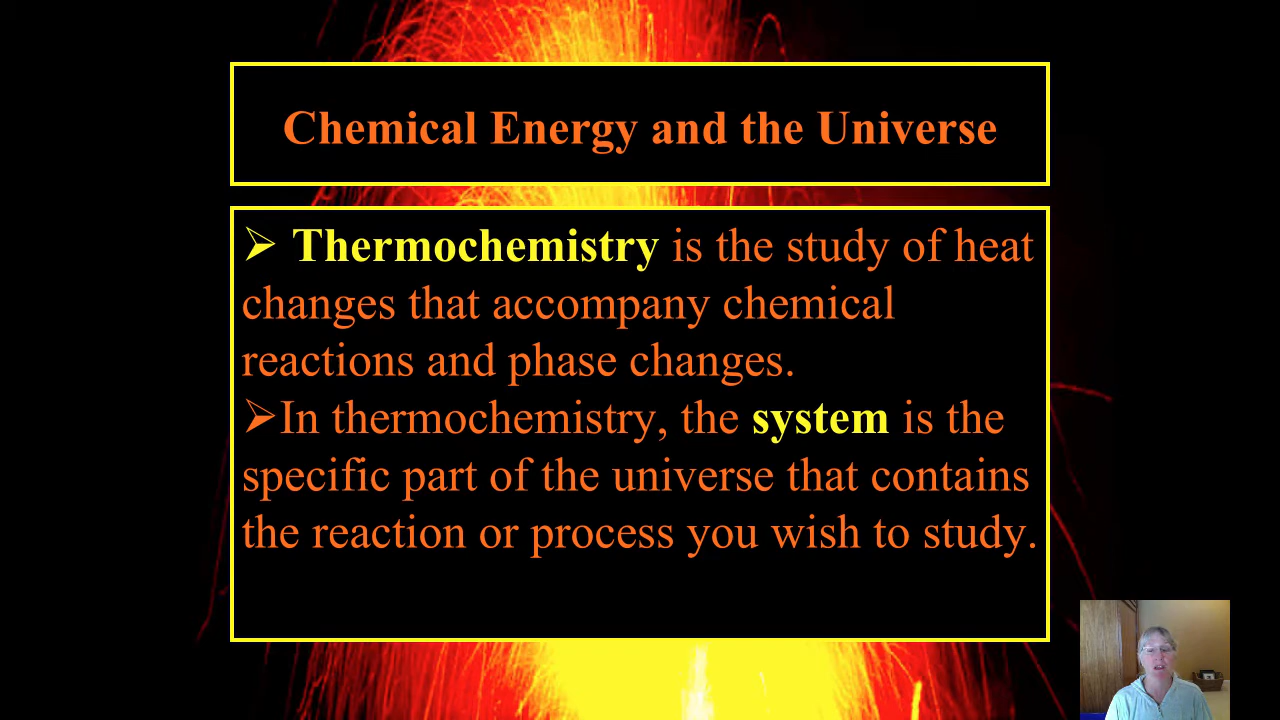 Chemical Energy and the Universe
➢ Thermochemistry is the study of heat
changes that accompany chemical
reactions and phase changes.
➢In thermochemistry, the system is the
specific part of the universe that contains
the reaction or process you wish to study.